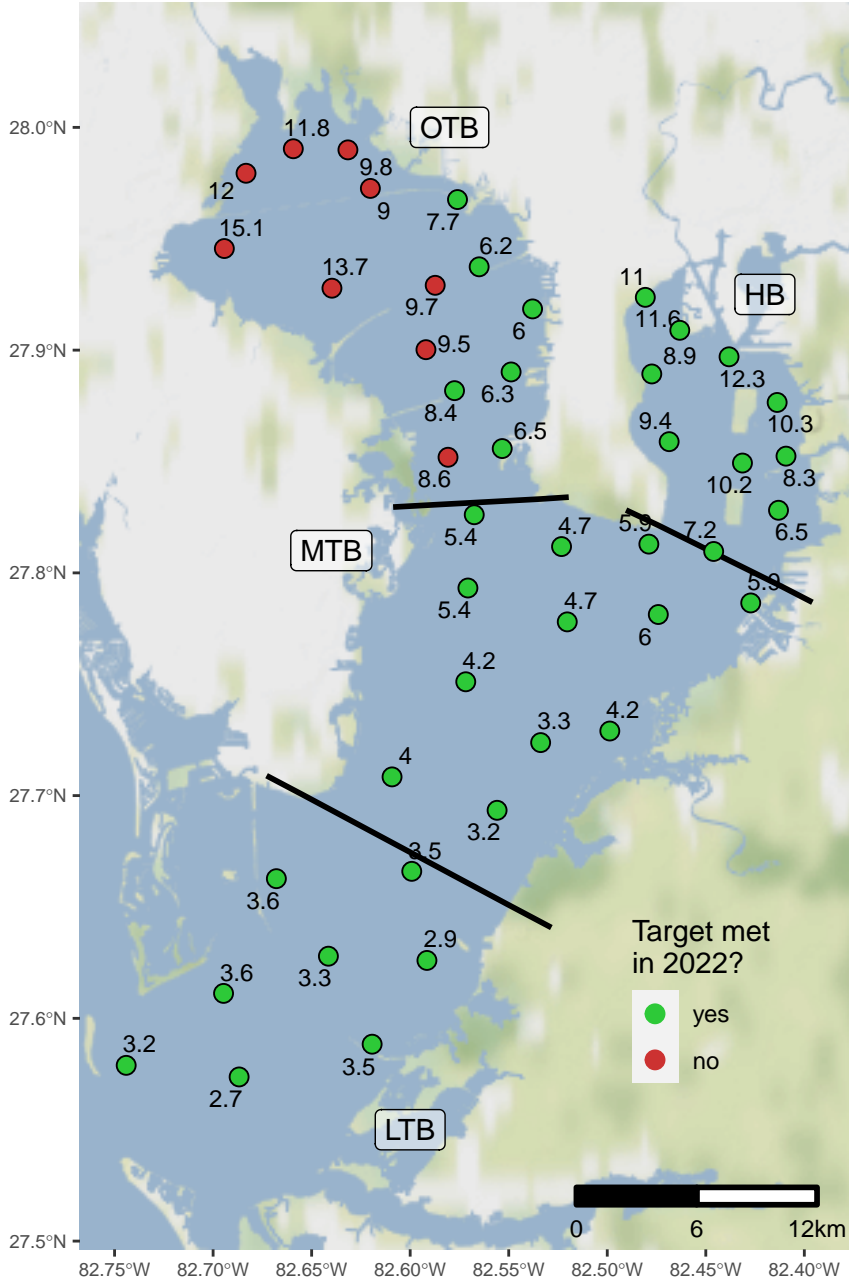 28.0°N
11.8
OTB
9.8
12
9
7.7
15.1
6.2
13.7
11
HB
9.7
11.6
6
27.9°N
9.5
8.9
12.3
6.3
8.4
10.3
9.4
6.5
8.6
10.2
8.3
5.4
4.7
5.9
7.2
6.5
MTB
27.8°N
5.9
5.4
4.7
6
4.2
3.3
4.2
4
27.7°N
3.2
3.5
3.6
Target met
in 2022?
2.9
3.3
3.6
yes
27.6°N
3.2
3.5
no
2.7
LTB
0 6 12km
27.5°N
82.75°W 82.70°W 82.65°W 82.60°W 82.55°W 82.50°W 82.45°W 82.40°W